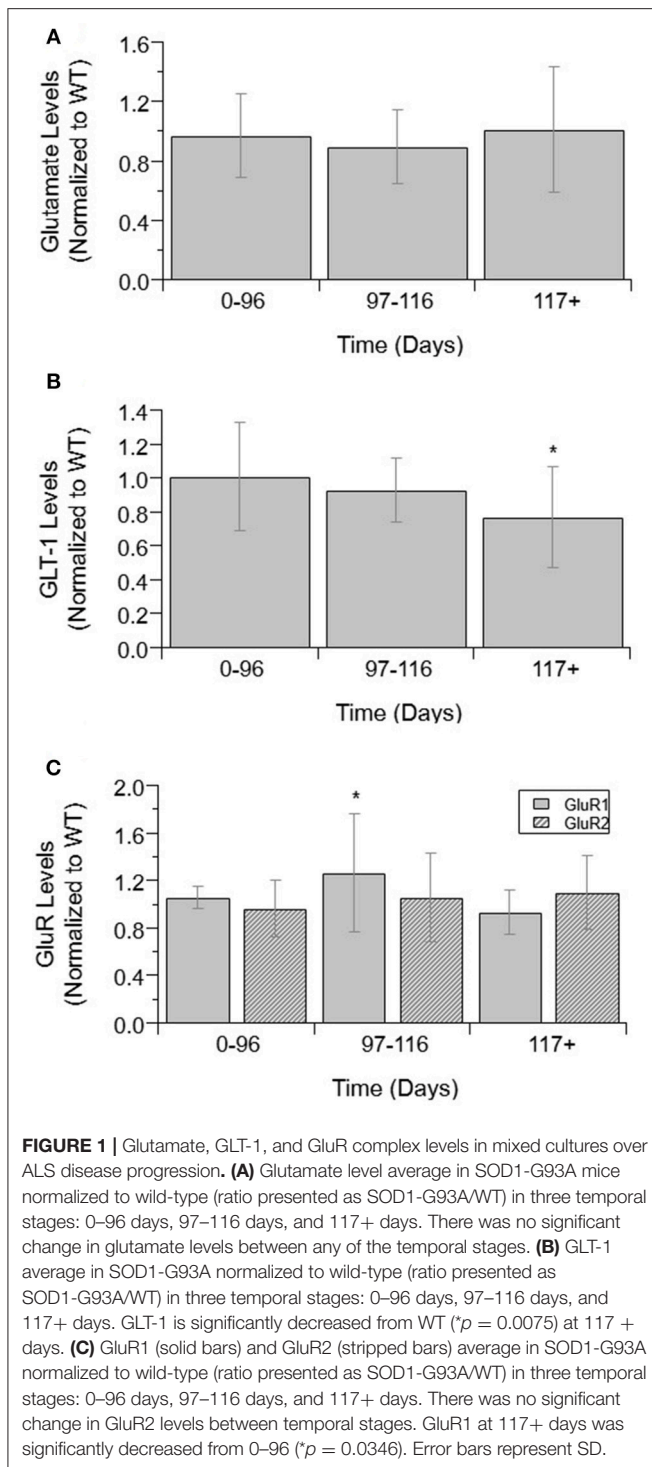 A
Glutamate Levels
(Normalized to WT)
1.6
1.2
0.8
0.4
0.0
0-96
97-116
117+
Time (Days)
B
GLT-1 Levels
(Normalized to WT)
1.4
1.2
1.0
0.8
0.6
0.4
0.2
0.0
*
0-96
97-116
117+
Time (Days)
C
GluR Levels
(Normalized to WT)
2.0
1.6
1.2
0.8
0.4
0.0
*
GluR1
GluR2
0-96
97-116
117+
Time (Days)
FIGURE 1 | Glutamate, GLT-1, and GluR complex levels in mixed cultures over
ALS disease progression. (A) Glutamate level average in SOD1-G93A mice
normalized to wild-type (ratio presented as SOD1-G93A/WT) in three temporal
stages: 0–96 days, 97–116 days, and 117+ days. There was no significant
change in glutamate levels between any of the temporal stages. (B) GLT-1
average in SOD1-G93A normalized to wild-type (ratio presented as
SOD1-G93A/WT) in three temporal stages: 0–96 days, 97–116 days, and
117+ days. GLT-1 is significantly decreased from WT (*p = 0.0075) at 117 +
days. (C) GluR1 (solid bars) and GluR2 (stripped bars) average in SOD1-G93A
normalized to wild-type (ratio presented as SOD1-G93A/WT) in three temporal
stages: 0–96 days, 97–116 days, and 117+ days. There was no significant
change in GluR2 levels between temporal stages. GluR1 at 117+ days was
significantly decreased from 0–96 (*p = 0.0346). Error bars represent SD.